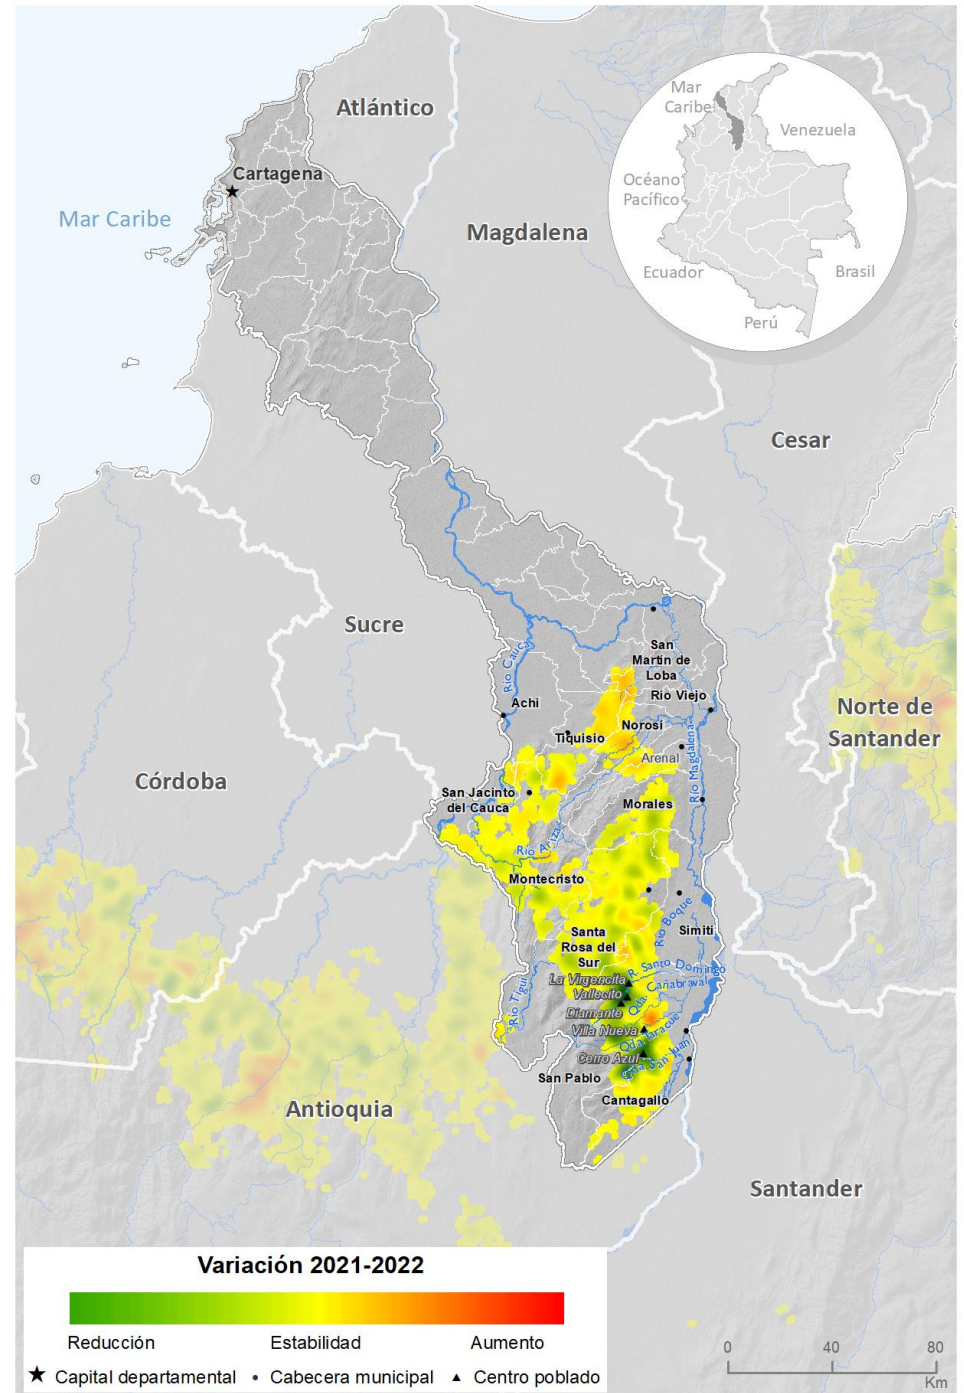 Atlántico
Cartagena
Mar Caribe
Magdalena
Mar
Caribe
Venezuela
Océano
Pacífico
Ecuador
Brasil
Perú
Cesar
Sucre
Córdoba
Norte de
Santander
Antioquia
Santander
Río Cauca
San
Martín de
Loba
Río Viejo
Achí
Norosí
Tiquisio
Arenal
Río Magdalena
San Jacinto
del Cauca
Morales
Montecristo
Santa
Rosa del
Sur
Río Boque
Simití
La Virgencita
R. Santo Domingo
Vallecito
Qda. Cañabraval
Diamante
Río Tigui
Villa Nueva
Cerro Azul
San Pablo
Cantagallo
Variación 2021-2022
Reducción
Estabilidad
Aumento
★ Capital departamental • Cabecera municipal ▲ Centro poblado
0 40 80
Km